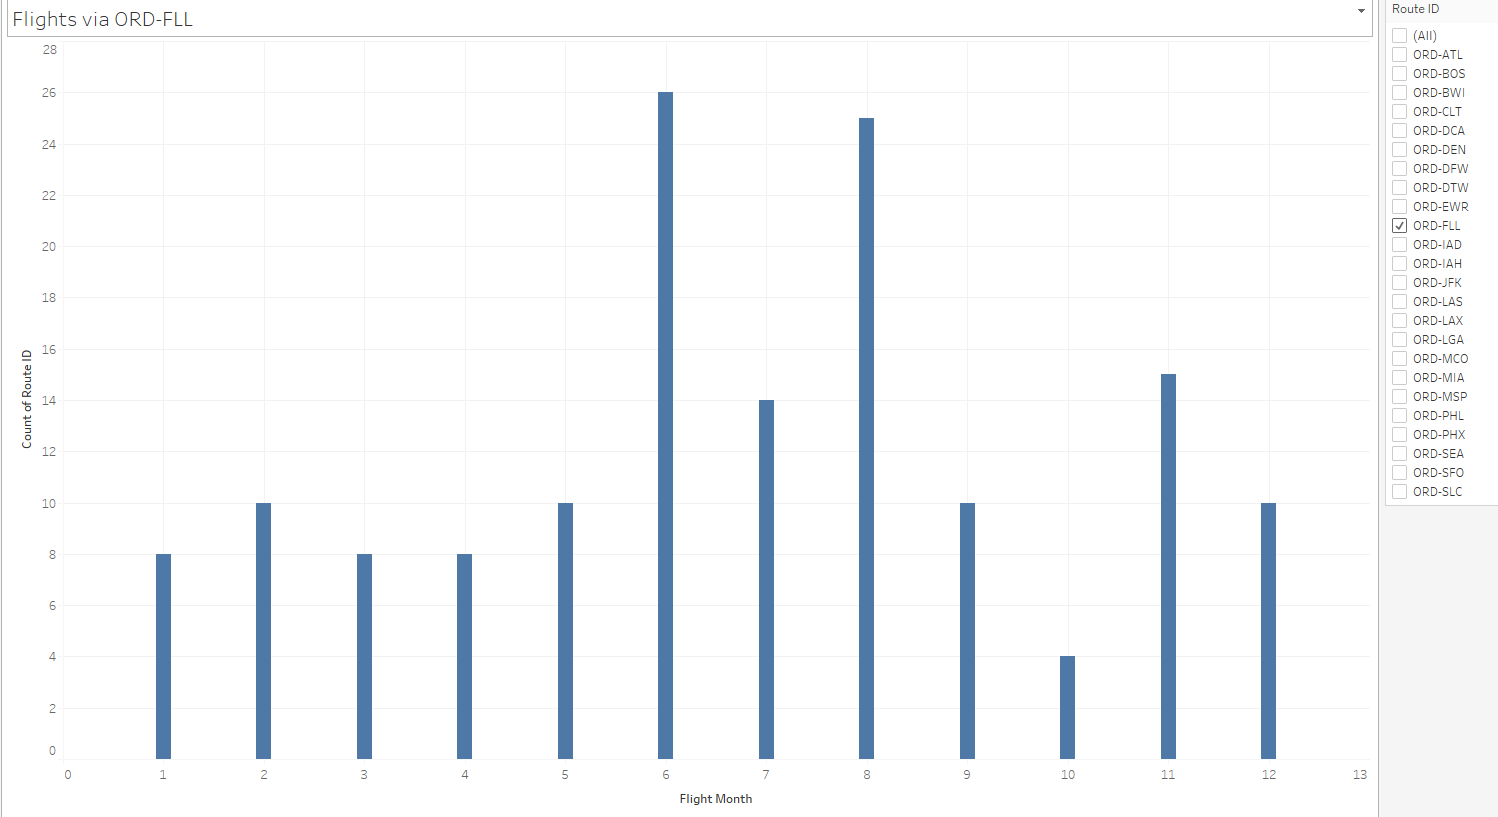 Flights via ORD-FLL
28
26
24
22
20
18
16
14
12
10
8
6
4
2
0
Count of Route ID
0 1 2 3 4 5 6 7 8 9 10 11 12 13
Flight Month
Route ID
(All)
ORD-ATL
ORD-BOS
ORD-BWI
ORD-CLT
ORD-DCA
ORD-DEN
ORD-DFW
ORD-DTW
ORD-EWR
ORD-FLL
ORD-IAD
ORD-IAH
ORD-JFK
ORD-LAS
ORD-LAX
ORD-LGA
ORD-MCO
ORD-MIA
ORD-MSP
ORD-PHL
ORD-PHX
ORD-SEA
ORD-SFO
ORD-SLC